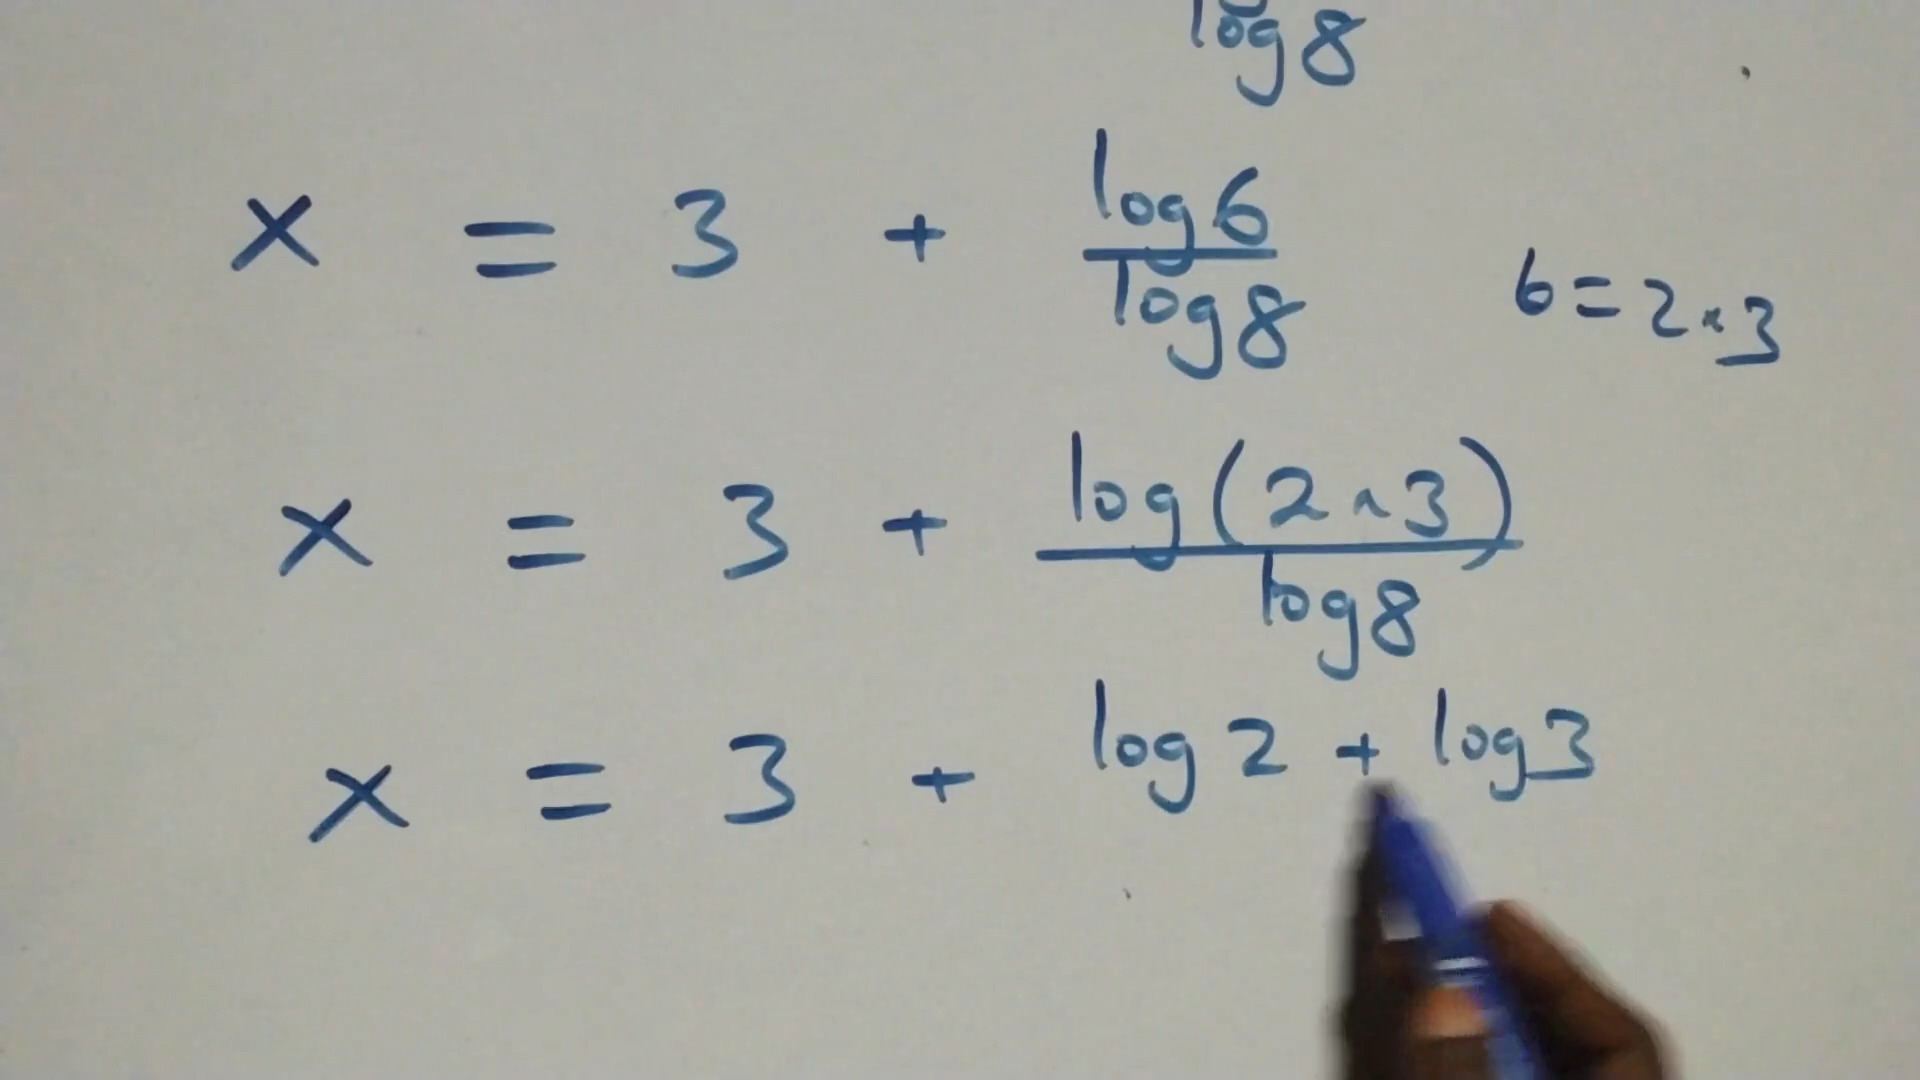 log8
x = 3 + log6/log8
6=2×3
x = 3 + log(2×3)/log8
x = 3 + log2 + log3